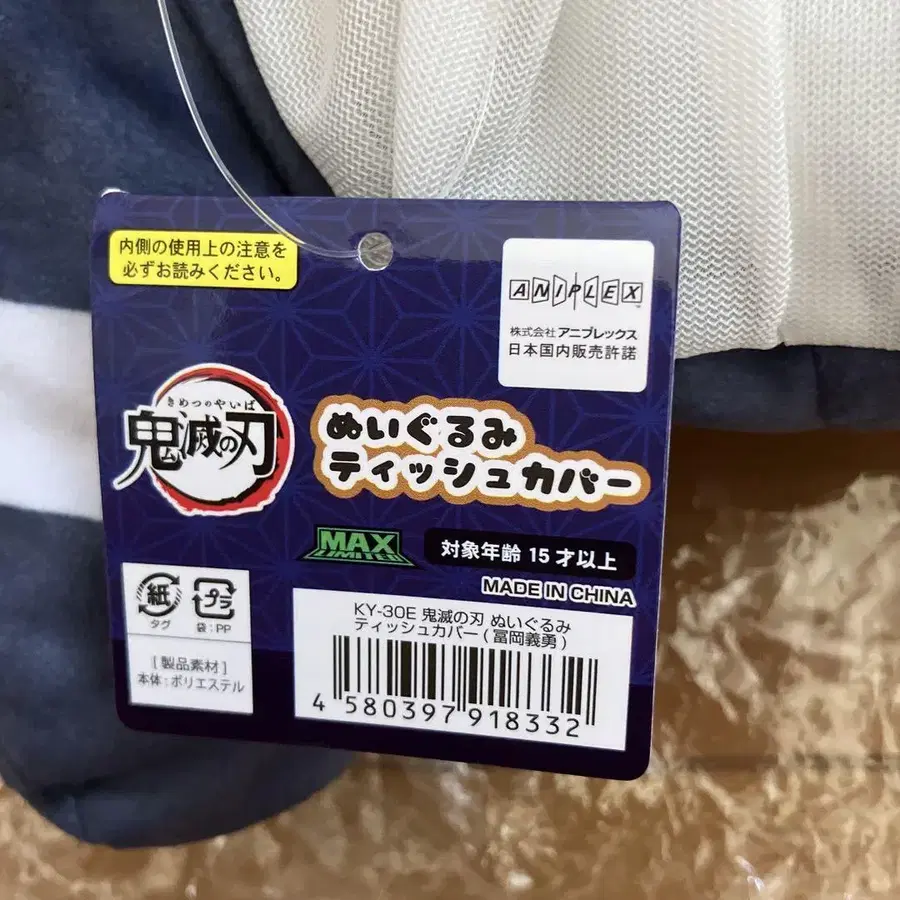 内側の使用上の注意を
必ずお読みください。
ANIPLEX
株式会社 アニプレックス
日本国内販売許諾
きめつのやいば
鬼滅の刃
ぬいぐるみ
ティッシュカバー
MAX
LIMITED
対象年齢 15 才以上
MADE IN CHINA
紙
タグ
プラ
袋:PP
[製品素材]
本体:ポリエステル
KY-30E 鬼滅の刃 ぬいぐるみ
ティッシュカバー(冨岡義勇)
4 580397 918332